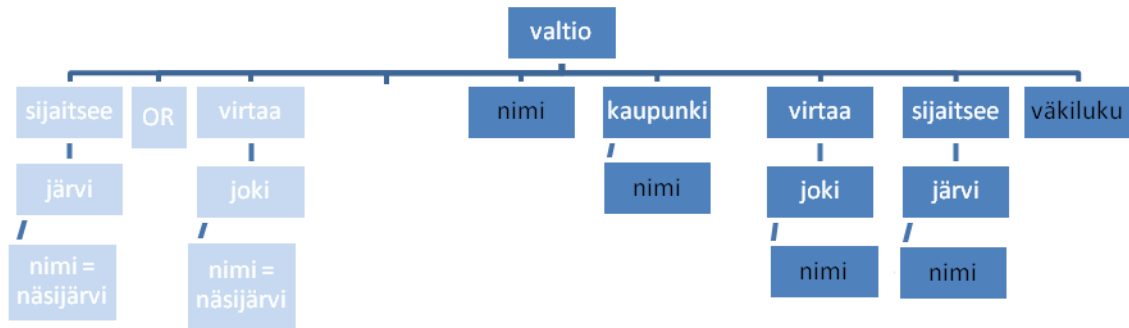 valtio
sijaitsee
OR
virtaa
nimi
kaupunki
virtaa
sijaitsee
väkiluku
järvi
joki
nimi
joki
järvi
nimi =
näsijärvi
nimi =
näsijärvi
nimi
nimi